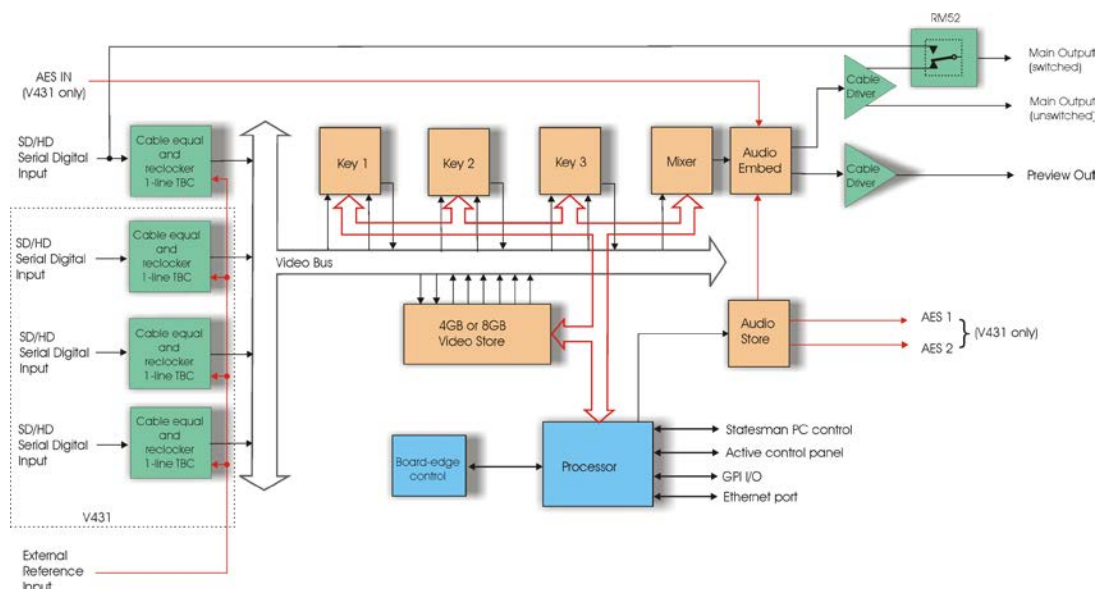 RM52
Main Output
(switched)
AES IN
(V431 only)
Cable
Driver
Main Output
(unswitched)
SD/HD
Serial Digital
Input
Cable equal
and
reclocker
1-line TBC
Key 1
Key 2
Key 3
Mixer
Audio
Embed
Cable
Driver
Preview Out
SD/HD
Serial Digital
Input
Cable equal
and
reclocker
1-line TBC
Video Bus
4GB or 8GB
Video Store
Audio
Store
AES 1
AES 2
(V431 only)
SD/HD
Serial Digital
Input
Cable equal
and
reclocker
1-line TBC
SD/HD
Serial Digital
Input
Cable equal
and
reclocker
1-line TBC
Board-edge
control
Processor
Statesman PC control
Active control panel
GPI I/O
Ethernet port
V431
External
Reference
Input